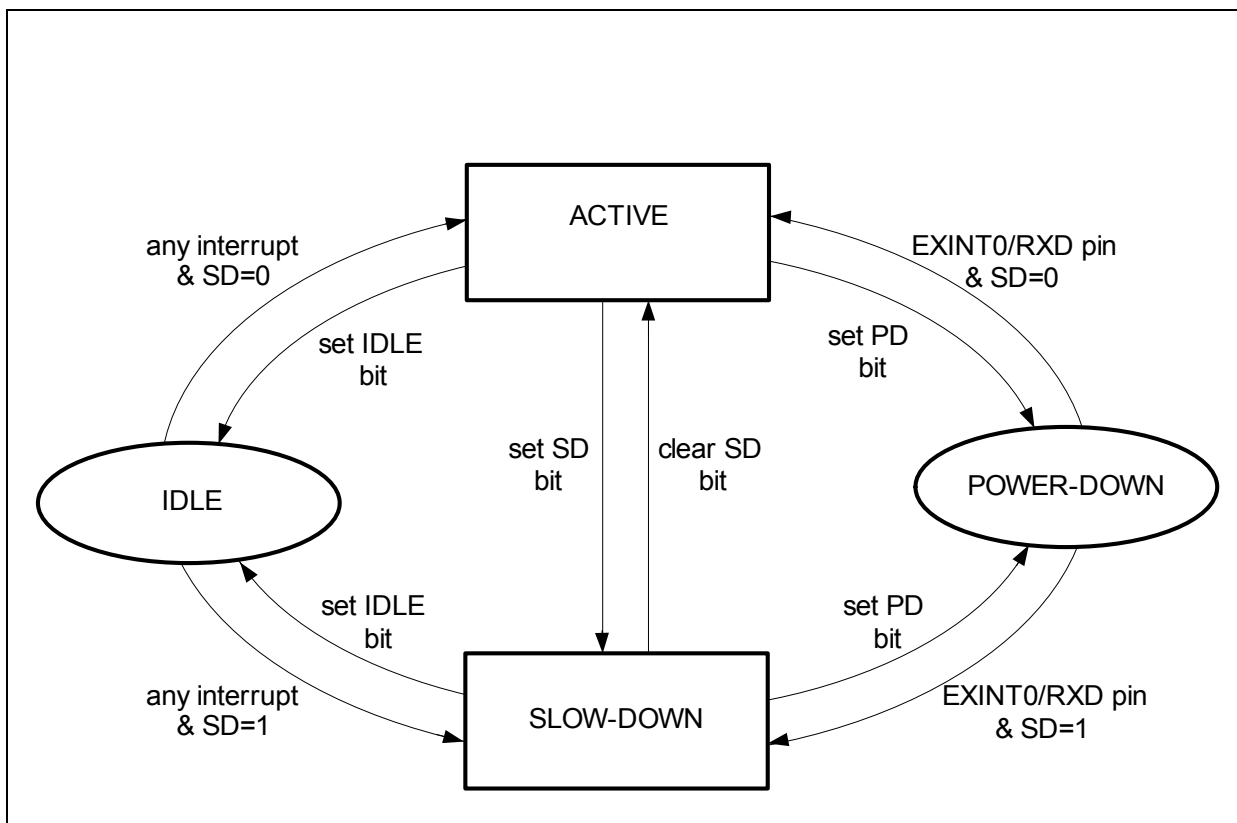 ACTIVE
any interrupt
& SD=0
EXINT0/RXD pin
& SD=0
set IDLE
bit
set PD
bit
set SD
bit
clear SD
bit
IDLE
POWER-DOWN
set IDLE
bit
set PD
bit
any interrupt
& SD=1
SLOW-DOWN
EXINT0/RXD pin
& SD=1